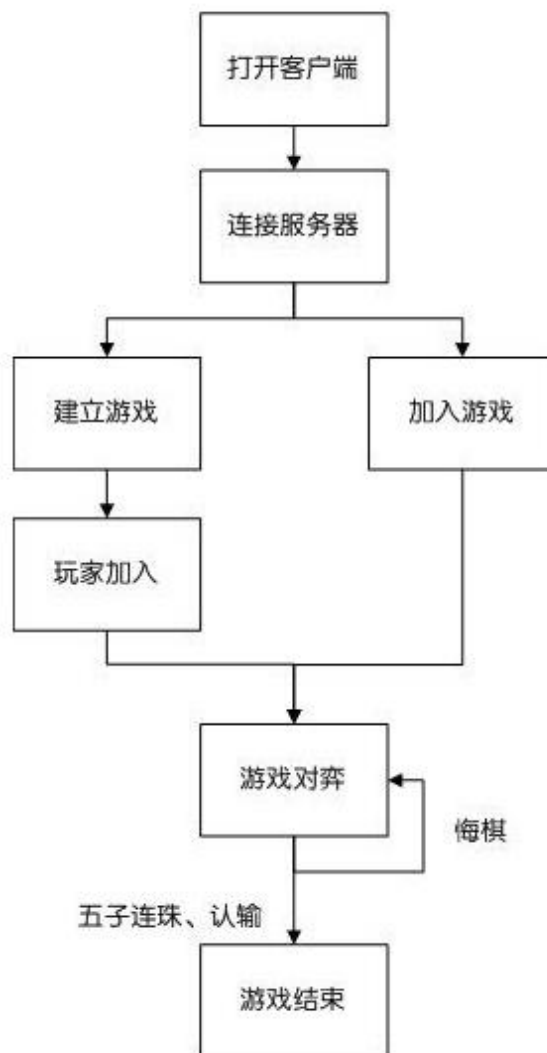 打开客户端
连接服务器
建立游戏
加入游戏
玩家加入
游戏对弈
悔棋
五子连珠、认输
游戏结束